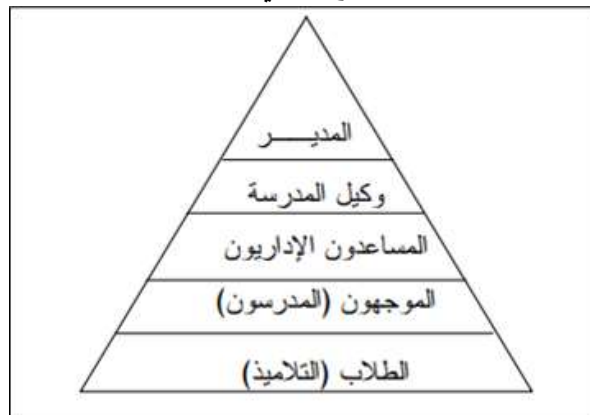 المديـــــر
وكيل المدرسة
المساعدون الإداريون
الموجهون (المدرسون)
الطلاب (التلاميذ)